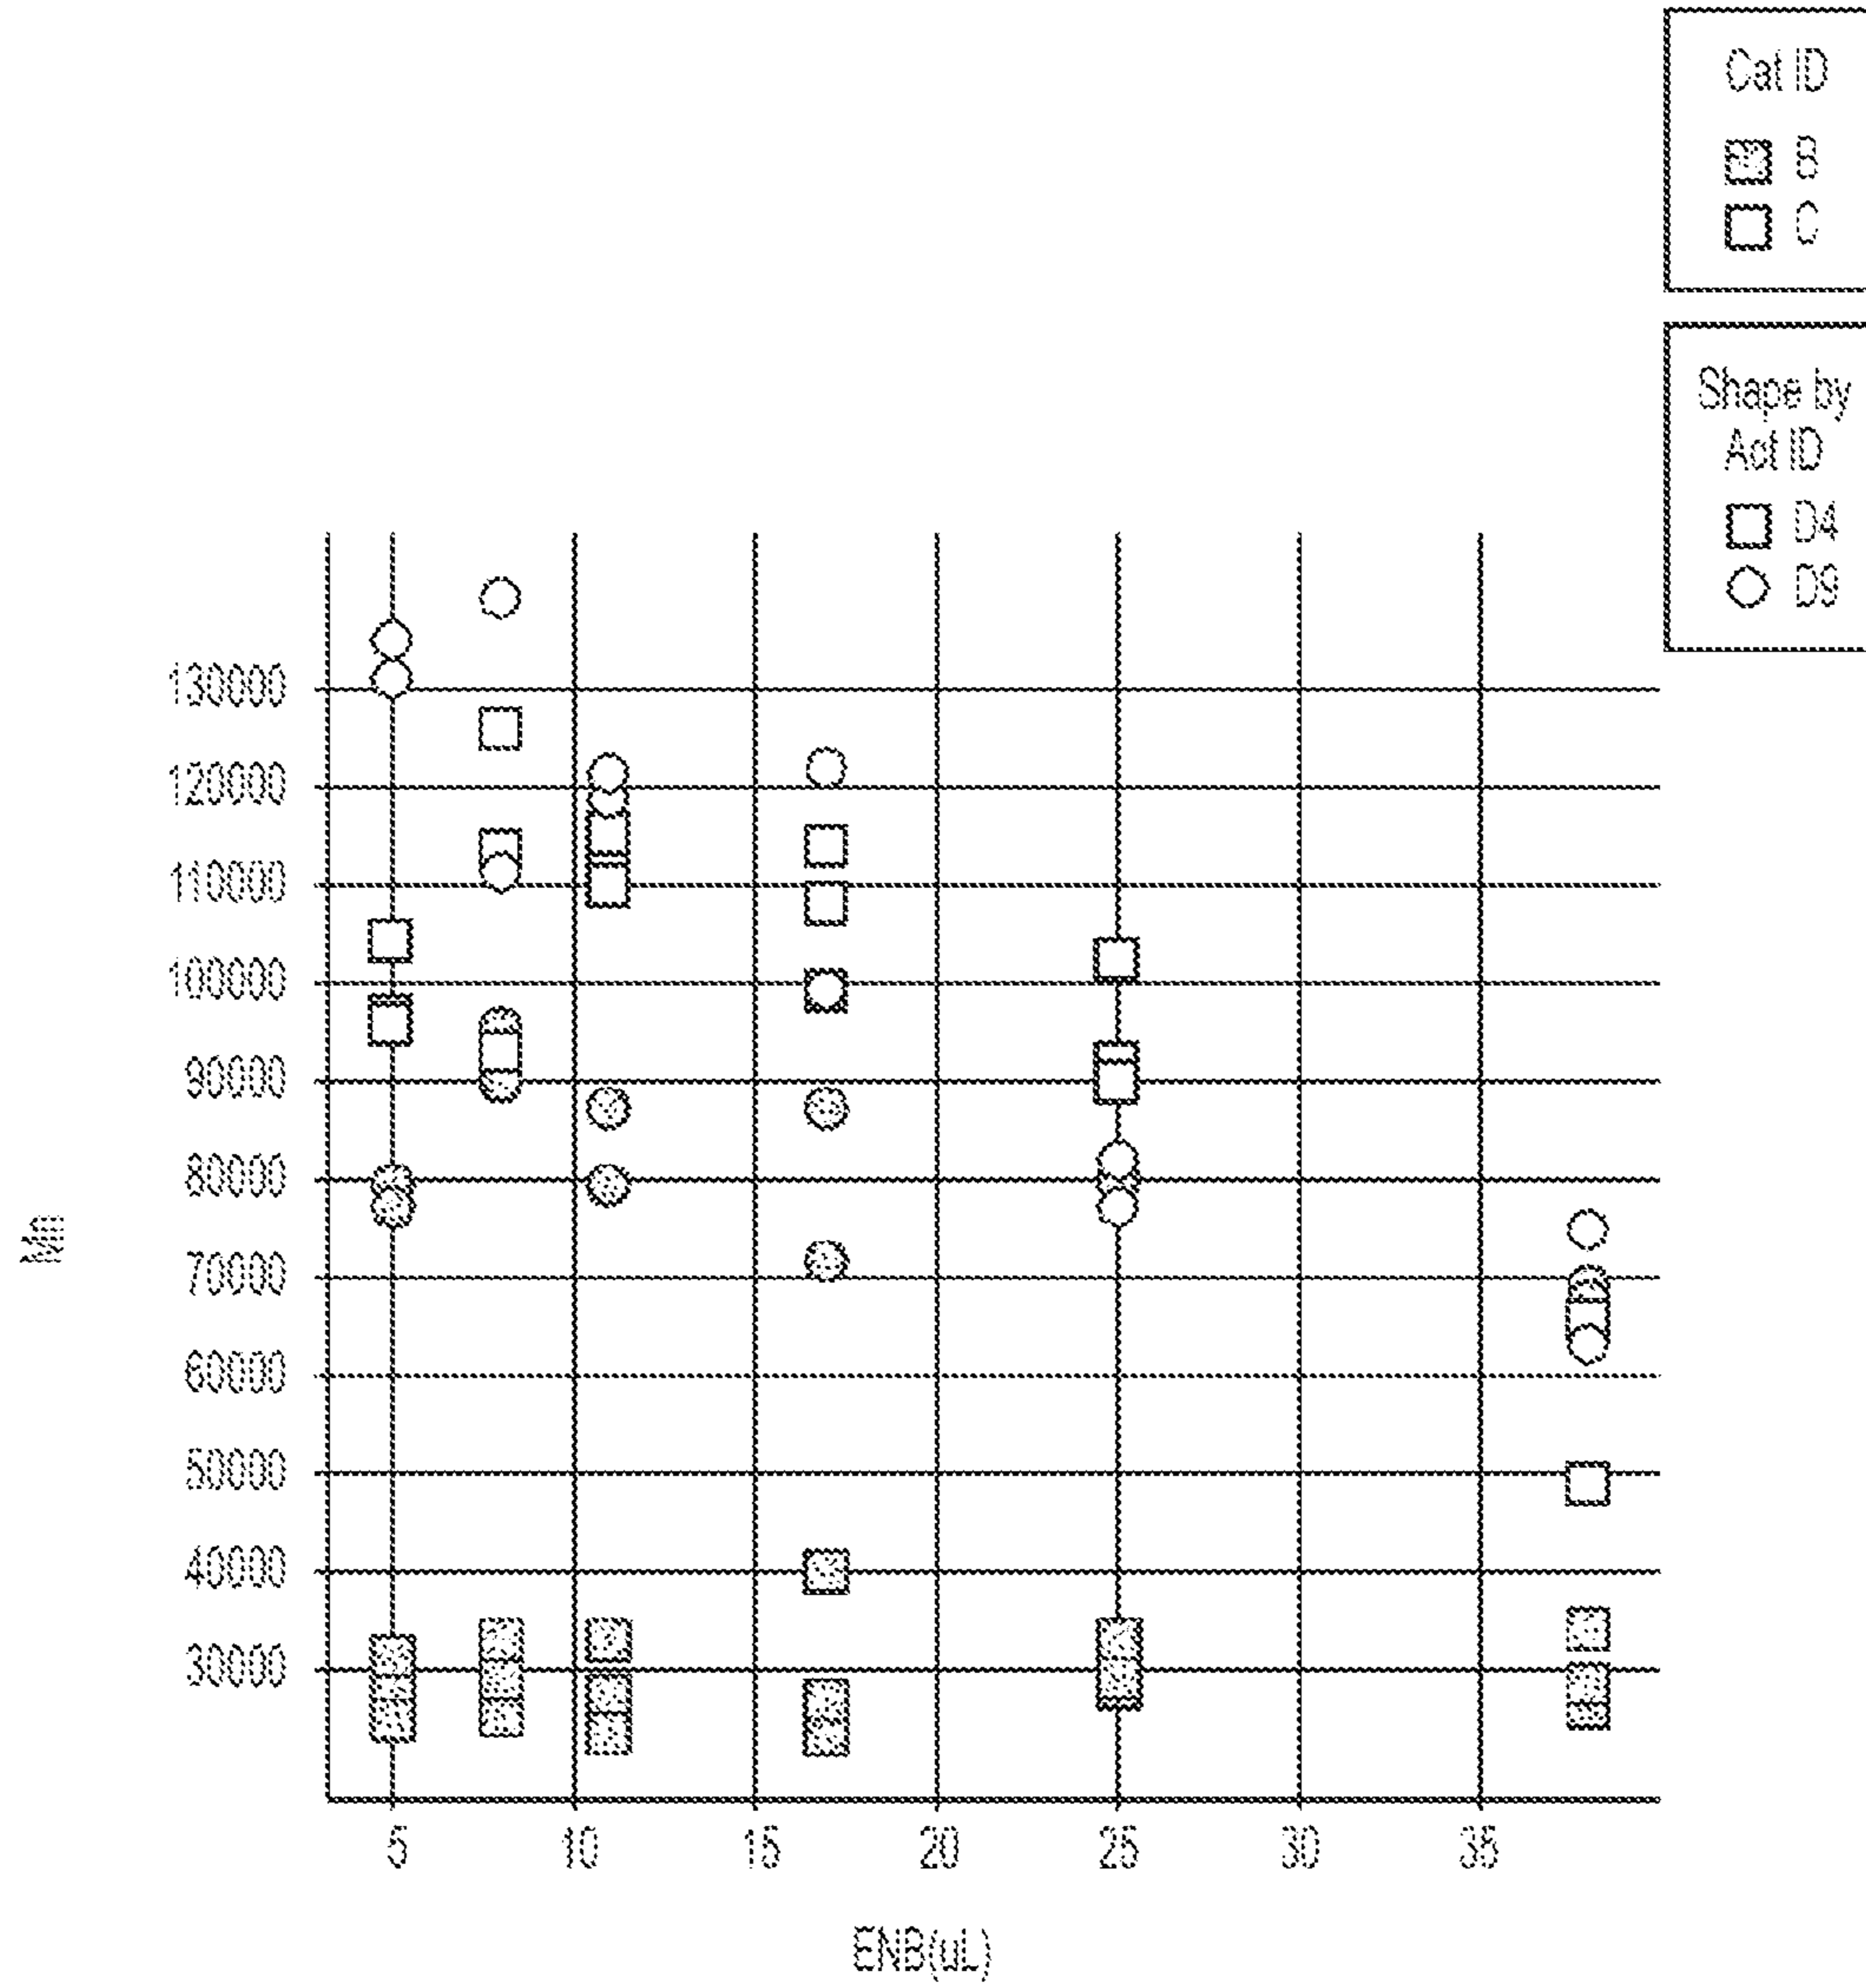 Cat ID
B
C
Shape by
Act ID
D4
D9
130000
120000
110000
100000
90000
80000
70000
60000
50000
40000
30000
Mn
5 10 15 20 25 30 35
ENB(uL)